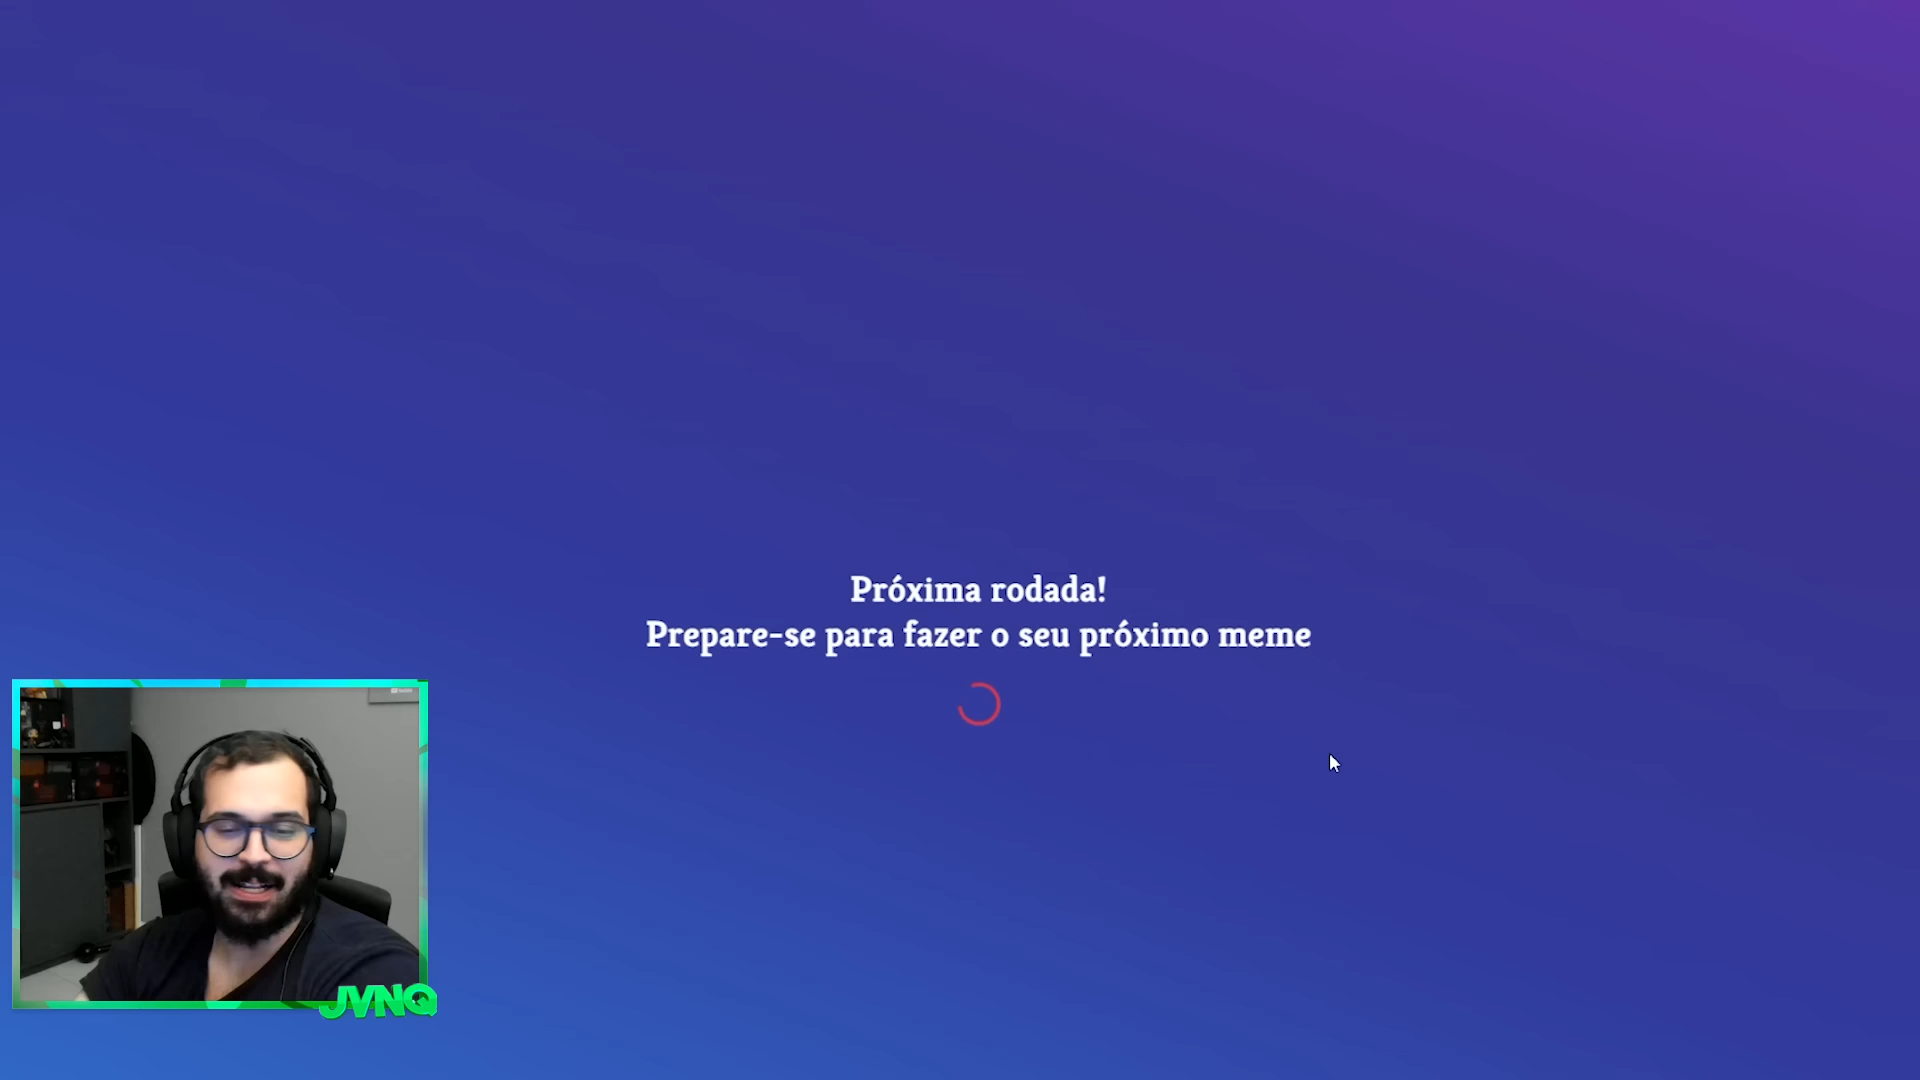 Próxima rodada!
Prepare-se para fazer o seu próximo meme
JVNQ